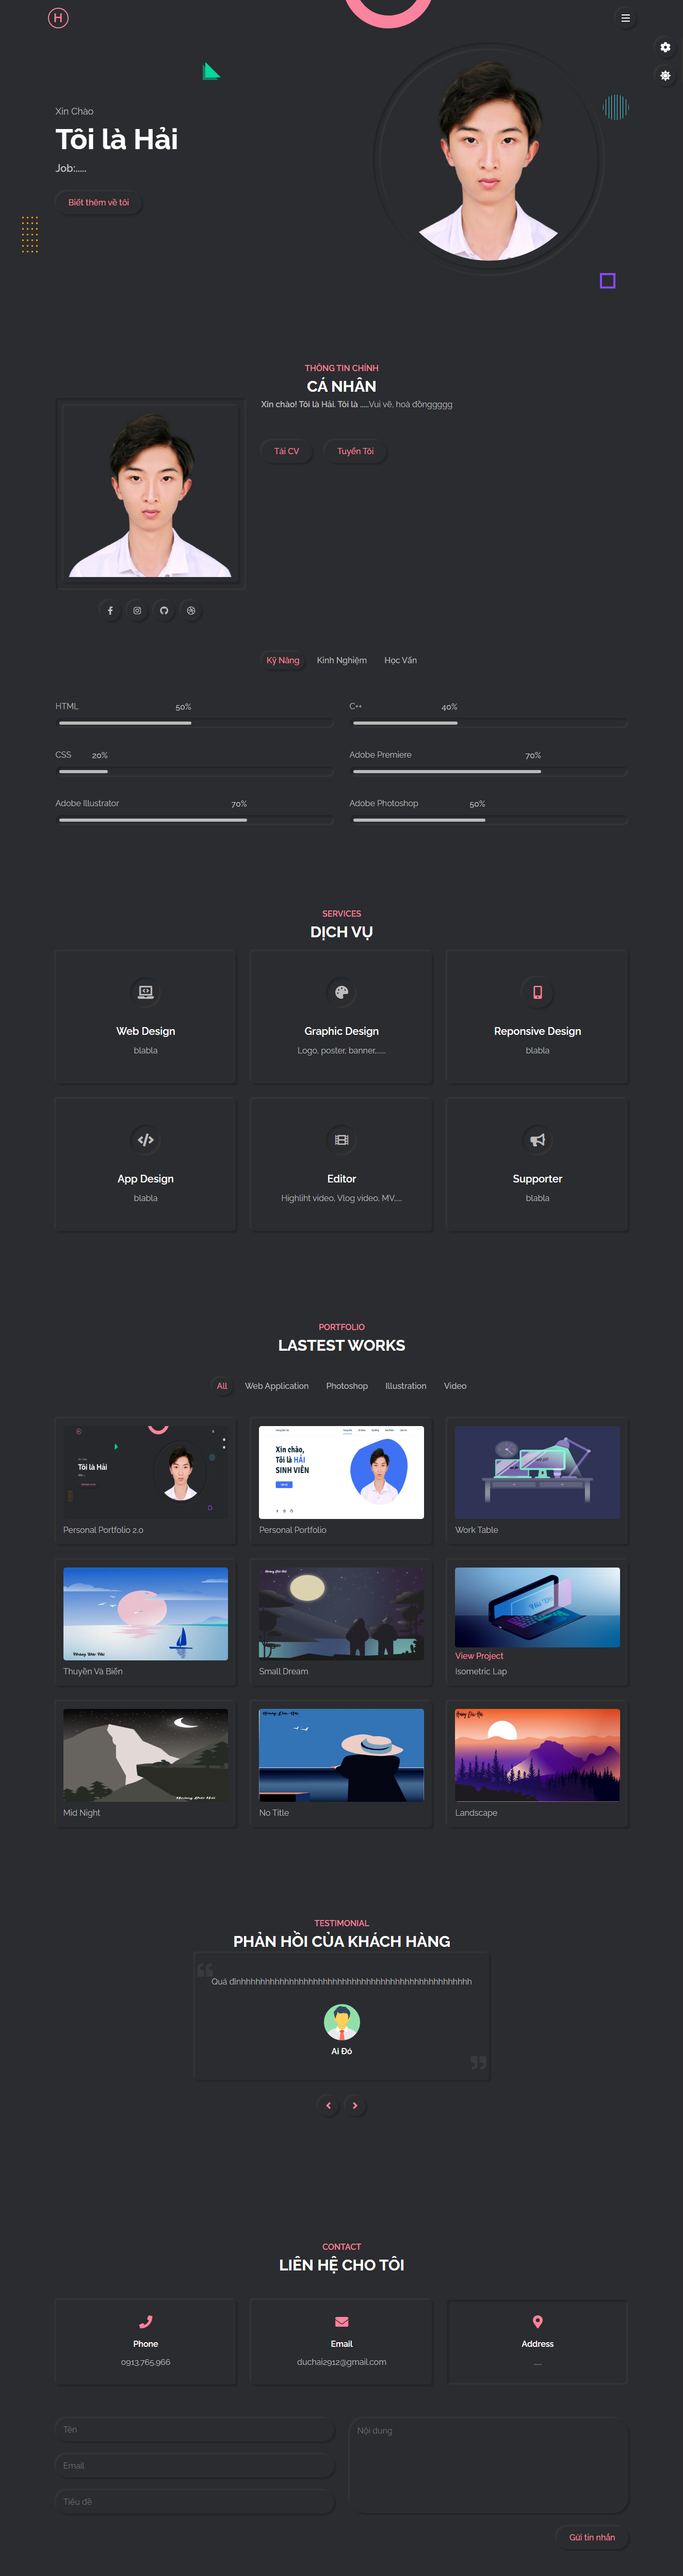 H
Xin Chào
Tôi là Hải
Job:.....
Biết thêm về tôi
THÔNG TIN CHÍNH
CÁ NHÂN
Xin chào! Tôi là Hải. Tôi là .....Vui vẽ, hoà đồnggggg
Tải CV
Tuyển Tôi
Kỹ Năng
Kinh Nghiệm
Học Vấn
HTML 50%
C++ 40%
CSS 20%
Adobe Premiere 70%
Adobe Illustrator 70%
Adobe Photoshop 50%
SERVICES
DỊCH VỤ
Web Design
blabla
Graphic Design
Logo, poster, banner,......
Reponsive Design
blabla
App Design
blabla
Editor
Highliht video, Vlog video, MV.....
Supporter
blabla
PORTFOLIO
LASTEST WORKS
All
Web Application
Photoshop
Illustration
Video
Tôi là Hải
Personal Portfolio 2.0
Xin chào,
Tôi là HẢI
SINH VIÊN
Personal Portfolio
Work Table
Thuyền Và Biển
Small Dream
View Project
Isometric Lap
Mid Night
No Title
Landscape
TESTIMONIAL
PHẢN HỒI CỦA KHÁCH HÀNG
Ai Đó
CONTACT
LIÊN HỆ CHO TÔI
Phone
0913.765.966
Email
duchai2912@gmail.com
Address
.....
Tên
Email
Tiêu đề
Nội dung
Gửi tin nhắn